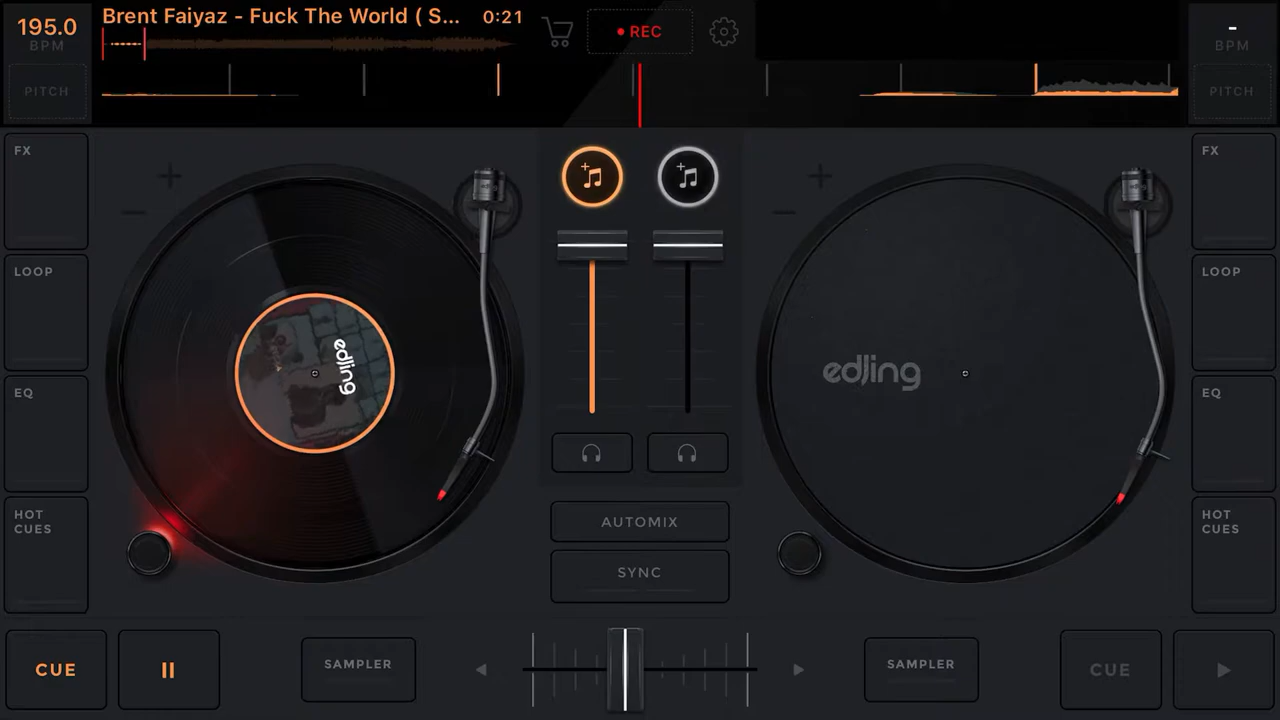 195.0
BPM
Brent Faiyaz - Fuck The World ( S...
0:21
REC
-
BPM
PITCH
PITCH
FX
FX
LOOP
LOOP
EQ
EQ
HOT
CUES
HOT
CUES
edjing
edjing
AUTOMIX
SYNC
CUE
SAMPLER
SAMPLER
CUE